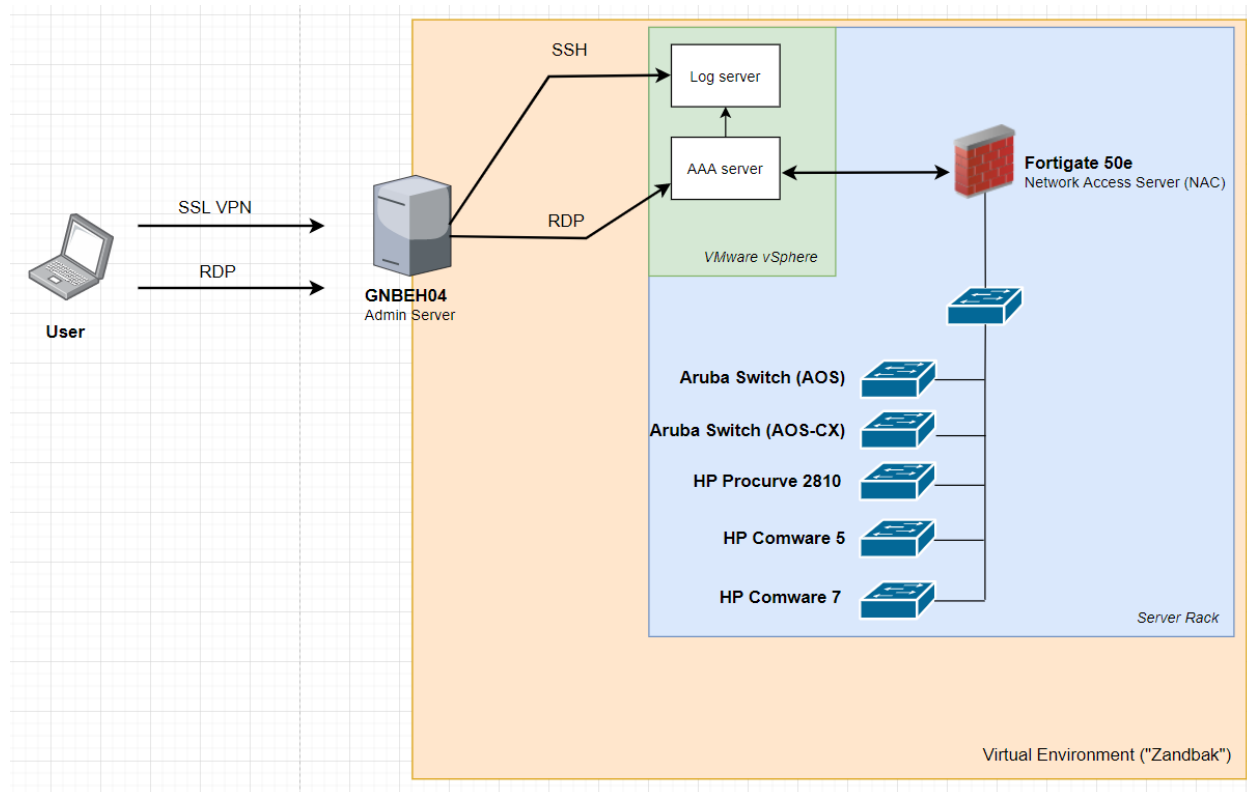 SSH
Log server
AAA server
Fortigate 50e
Network Access Server (NAC)
SSL VPN
RDP
RDP
VMware vSphere
GNBEH04
Admin Server
User
Aruba Switch (AOS)
Aruba Switch (AOS-CX)
HP Procurve 2810
HP Comware 5
HP Comware 7
Server Rack
Virtual Environment ("Zandbak")